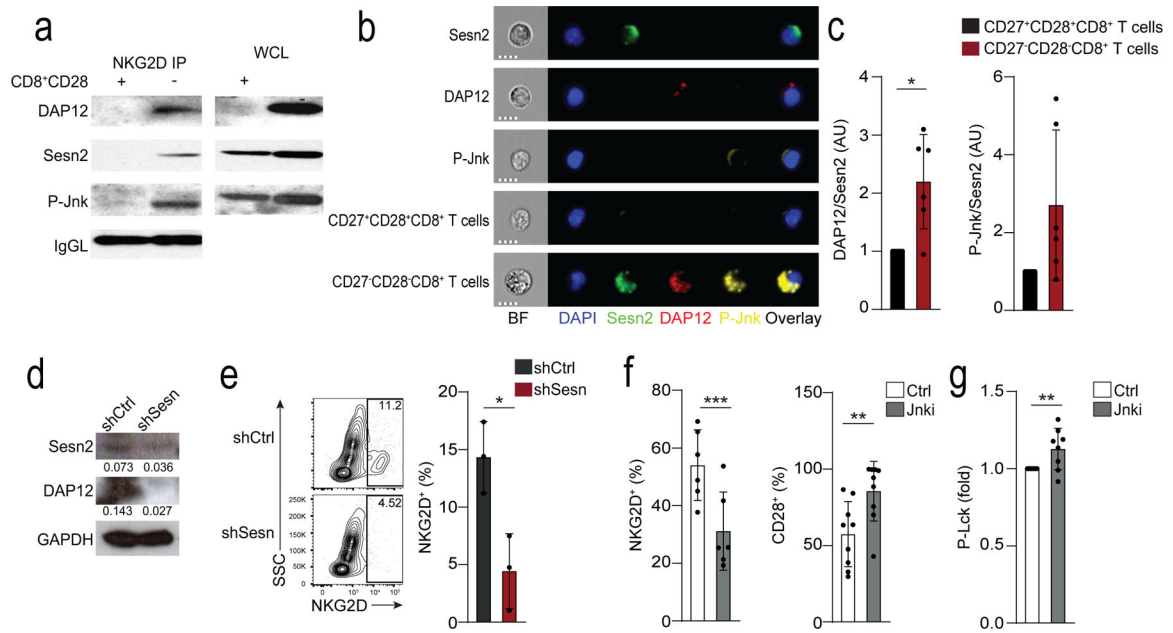 a
NKG2D IP
WCL
CD8⁺CD28
+
-
+
-
DAP12
Sesn2
P-Jnk
IgGL
b
Sesn2
DAP12
P-Jnk
CD27⁺CD28⁺CD8⁺ T cells
CD27⁻CD28⁻CD8⁺ T cells
BF
DAPI
Sesn2
DAP12
P-Jnk
Overlay
c
CD27⁺CD28⁺CD8⁺ T cells
CD27⁻CD28⁻CD8⁺ T cells
DAP12/Sesn2 (AU)
4
3
2
1
0
*
P-Jnk/Sesn2 (AU)
6
4
2
0
d
shCtrl
shSesn
Sesn2
0.073 0.036
DAP12
0.143 0.027
GAPDH
e
shCtrl
shSesn
shCtrl
11.2
shSesn
4.52
250K
200K
150K
100K
50K
0
0 10³ 10⁴ 10⁵
SSC
NKG2D
NKG2D⁺ (%)
20
15
10
5
0
*
f
NKG2D⁺ (%)
80
60
40
20
0
***
Ctrl
Jnki
CD28⁺ (%)
150
100
50
0
**
g
Ctrl
Jnki
P-Lck (fold)
1.5
1.0
0.5
0.0
**